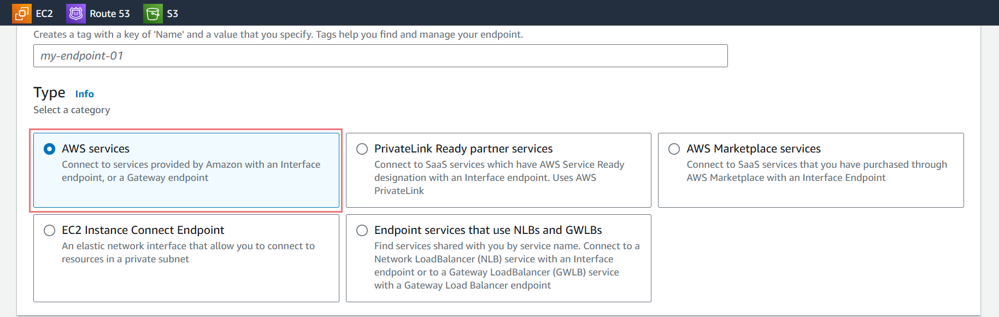 EC2 Route 53 S3
Creates a tag with a key of 'Name' and a value that you specify. Tags help you find and manage your endpoint.
my-endpoint-01
Type Info
Select a category
AWS services
Connect to services provided by Amazon with an Interface
endpoint, or a Gateway endpoint
PrivateLink Ready partner services
Connect to SaaS services which have AWS Service Ready
designation with an Interface endpoint. Uses AWS
PrivateLink
AWS Marketplace services
Connect to SaaS services that you have purchased through
AWS Marketplace with an Interface Endpoint
EC2 Instance Connect Endpoint
An elastic network interface that allow you to connect to
resources in a private subnet
Endpoint services that use NLBs and GWLBs
Find services shared with you by service name. Connect to a
Network LoadBalancer (NLB) service with an Interface
endpoint or to a Gateway LoadBalancer (GWLB) service
with a Gateway Load Balancer endpoint